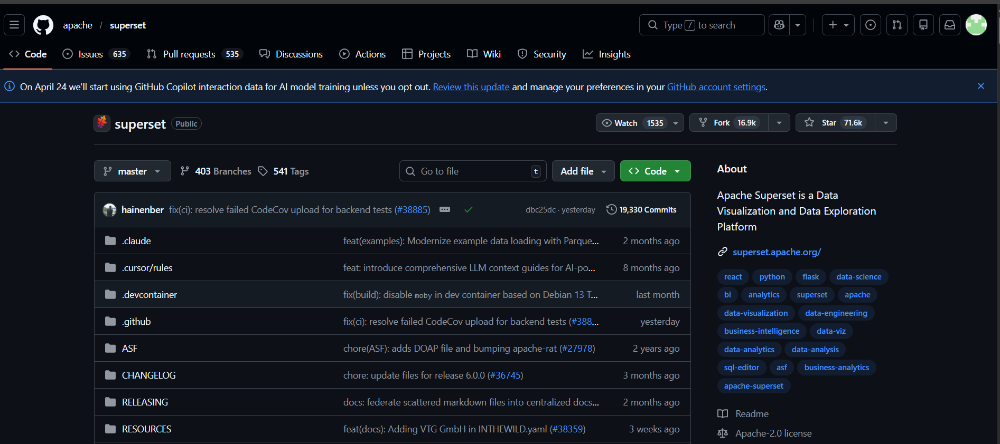 apache / superset
Type / to search
Code Issues 635 Pull requests 535 Discussions Actions Projects Wiki Security Insights
On April 24 we'll start using GitHub Copilot interaction data for AI model training unless you opt out. Review this update and manage your preferences in your GitHub account settings.
superset Public
Watch 1535 Fork 16.9k Star 71.6k
master 403 Branches 541 Tags Go to file t Add file Code
hainenber fix(ci): resolve failed CodeCov upload for backend tests (#38885) dbc25dc · yesterday 19,330 Commits
.claude feat(examples): Modernize example data loading with Parque... 2 months ago
.cursor/rules feat: introduce comprehensive LLM context guides for AI-po... 8 months ago
.devcontainer fix(build): disable moby in dev container based on Debian 13 T... last month
.github fix(ci): resolve failed CodeCov upload for backend tests (#388... yesterday
ASF chore(ASF): adds DOAP file and bumping apache-rat (#27978) 2 years ago
CHANGELOG chore: update files for release 6.0.0 (#36745) 3 months ago
RELEASING docs: federate scattered markdown files into centralized docs... 2 months ago
RESOURCES feat(docs): Adding VTG GmbH in INTHEWILD.yaml (#38359) 3 weeks ago
About
Apache Superset is a Data
Visualization and Data Exploration
Platform
superset.apache.org/
react python flask data-science
bi analytics superset apache
data-visualization data-engineering
business-intelligence data-viz
data-analytics data-analysis
sql-editor asf business-analytics
apache-superset
Readme
Apache-2.0 license